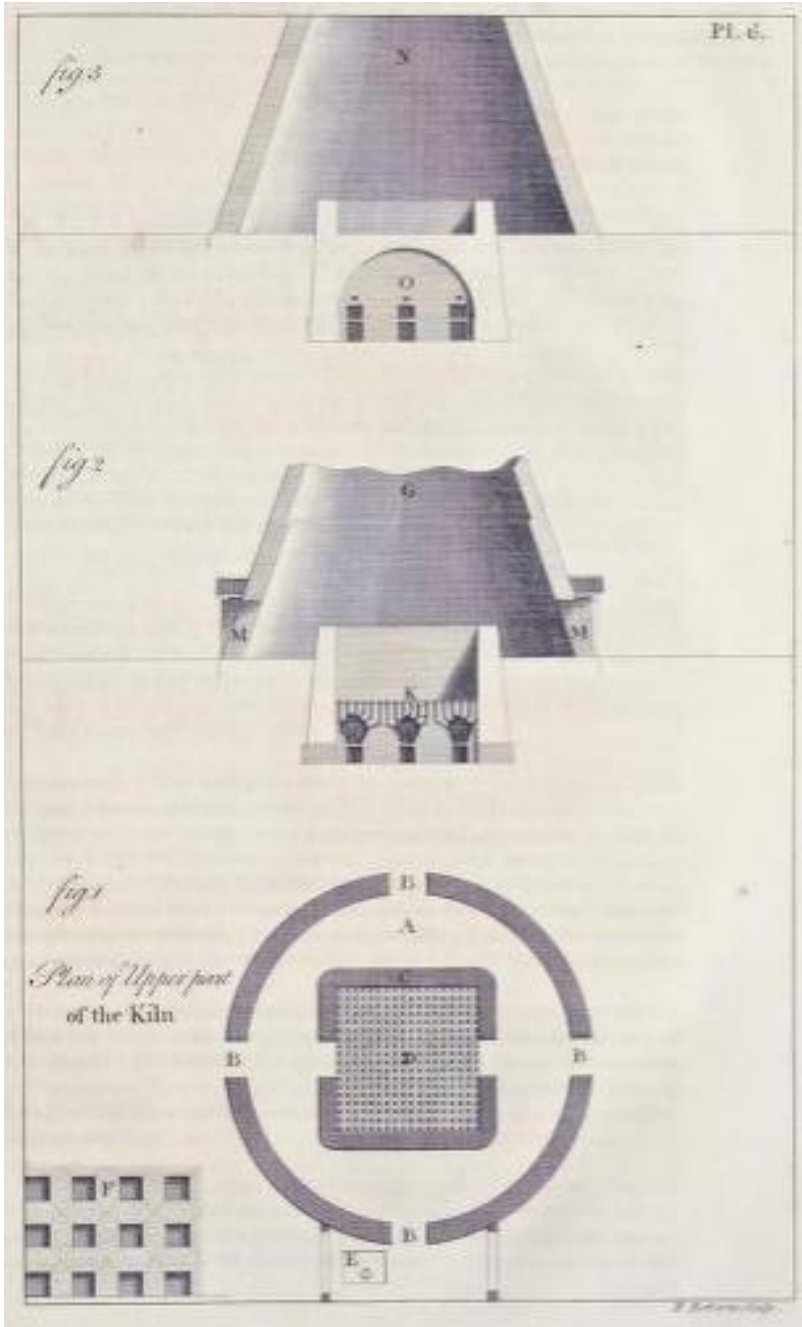 Pl. 6.
fig 3
N
O
fig 2
G
M
M
K
fig 1
B
A
C
Plan of Upper part
of the Kiln
B
D
B
F
B
E